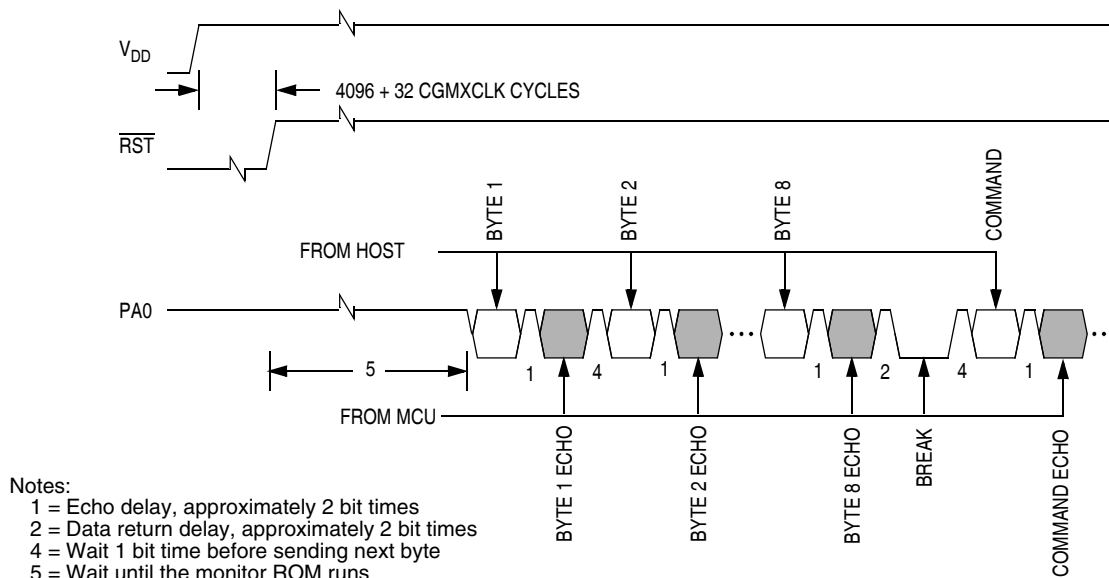 VDD
4096 + 32 CGMXCLK CYCLES
RST
BYTE 1
BYTE 2
BYTE 8
COMMAND
FROM HOST
PA0
...
...
1
4
1
1
2
4
1
5
FROM MCU
BYTE 1 ECHO
BYTE 2 ECHO
BYTE 8 ECHO
BREAK
COMMAND ECHO
Notes:
1 = Echo delay, approximately 2 bit times
2 = Data return delay, approximately 2 bit times
4 = Wait 1 bit time before sending next byte
5 = Wait until the monitor ROM runs